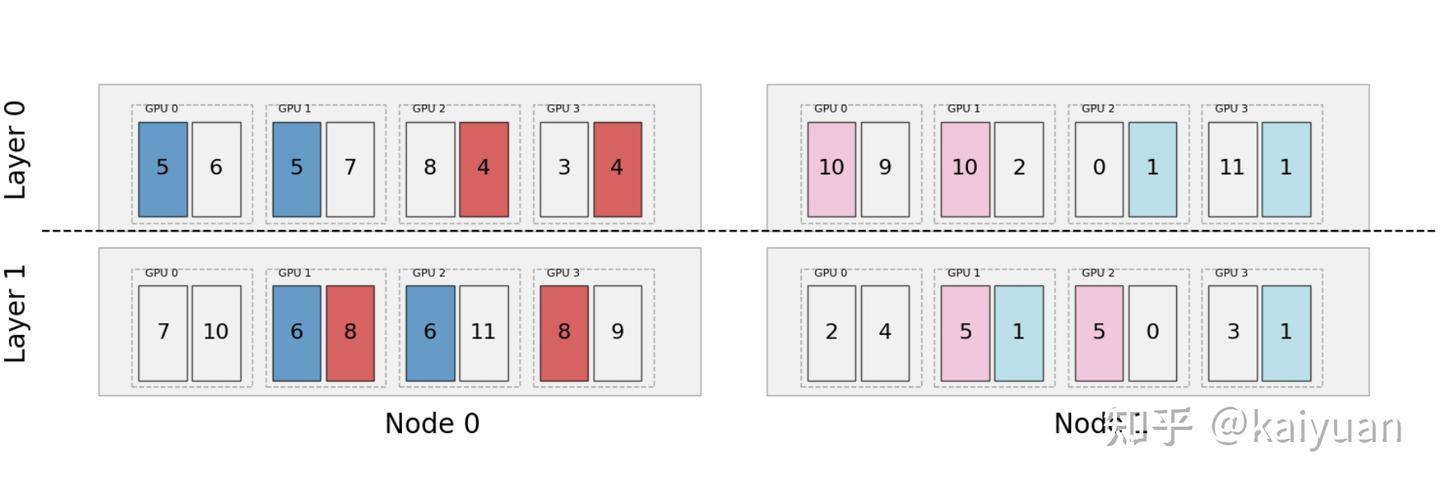 Layer 0
GPU 0 GPU 1 GPU 2 GPU 3 GPU 0 GPU 1 GPU 2 GPU 3
5 6 5 7 8 4 3 4 10 9 10 2 0 1 11 1
Layer 1
GPU 0 GPU 1 GPU 2 GPU 3 GPU 0 GPU 1 GPU 2 GPU 3
7 10 6 8 6 11 8 9 2 4 5 1 5 0 3 1
Node 0 Node 1
知乎 @kaiyuan